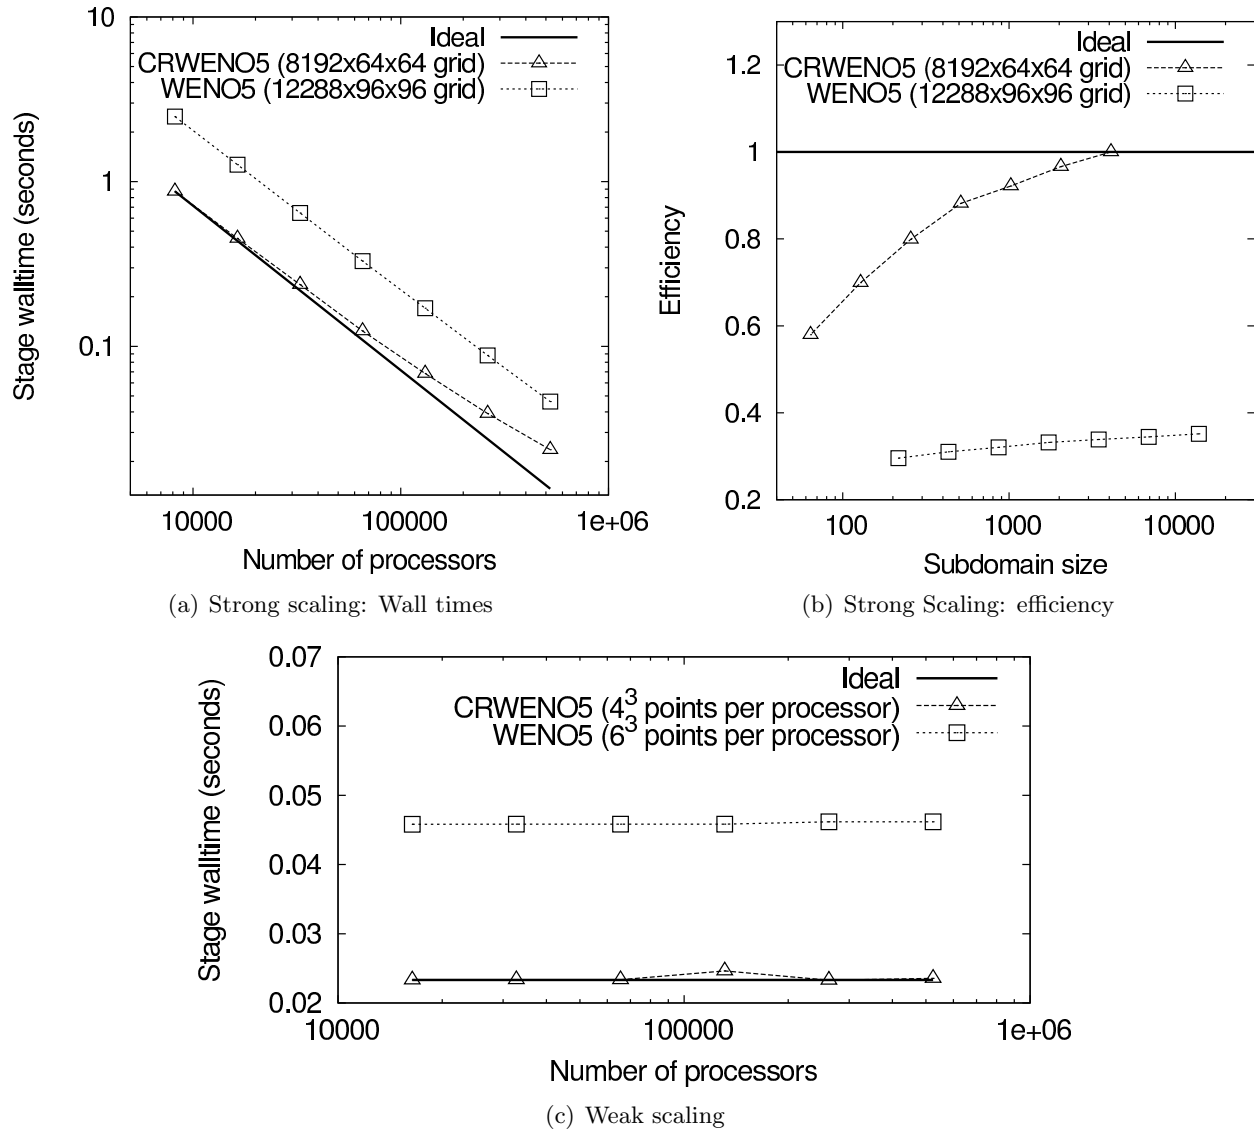 Ideal
CRWENO5 (8192x64x64 grid)
WENO5 (12288x96x96 grid)
10
1
0.1
Stage walltime (seconds)
10000 100000 1e+06
Number of processors
(a) Strong scaling: Wall times
Ideal
CRWENO5 (8192x64x64 grid)
WENO5 (12288x96x96 grid)
1.2
1
0.8
0.6
0.4
0.2
Efficiency
100 1000 10000
Subdomain size
(b) Strong Scaling: efficiency
Ideal
CRWENO5 (4³ points per processor)
WENO5 (6³ points per processor)
0.07
0.06
0.05
0.04
0.03
0.02
Stage walltime (seconds)
10000 100000 1e+06
Number of processors
(c) Weak scaling